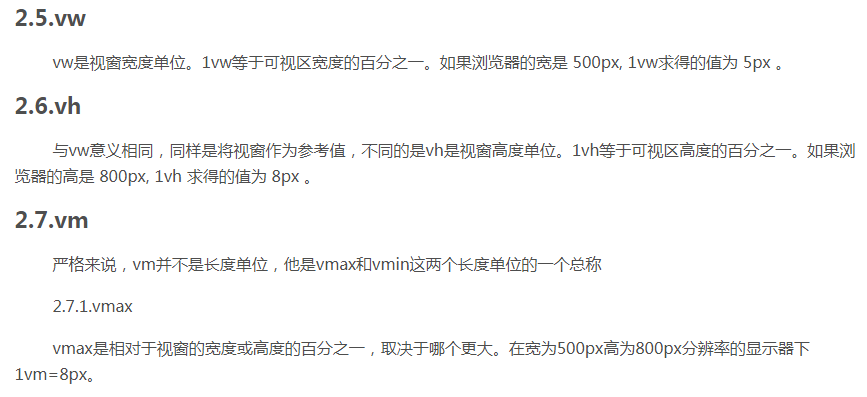 2.5.vw
vw是视窗宽度单位。1vw等于可视区宽度的百分之一。如果浏览器的宽是 500px, 1vw求得的值为 5px 。
2.6.vh
与vw意义相同，同样是将视窗作为参考值，不同的是vh是视窗高度单位。1vh等于可视区高度的百分之一。如果浏
览器的高是 800px, 1vh 求得的值为 8px 。
2.7.vm
严格来说，vm并不是长度单位，他是vmax和vmin这两个长度单位的一个总称
2.7.1.vmax
vmax是相对于视窗的宽度或高度的百分之一，取决于哪个更大。在宽为500px高为800px分辨率的显示器下
1vm=8px。